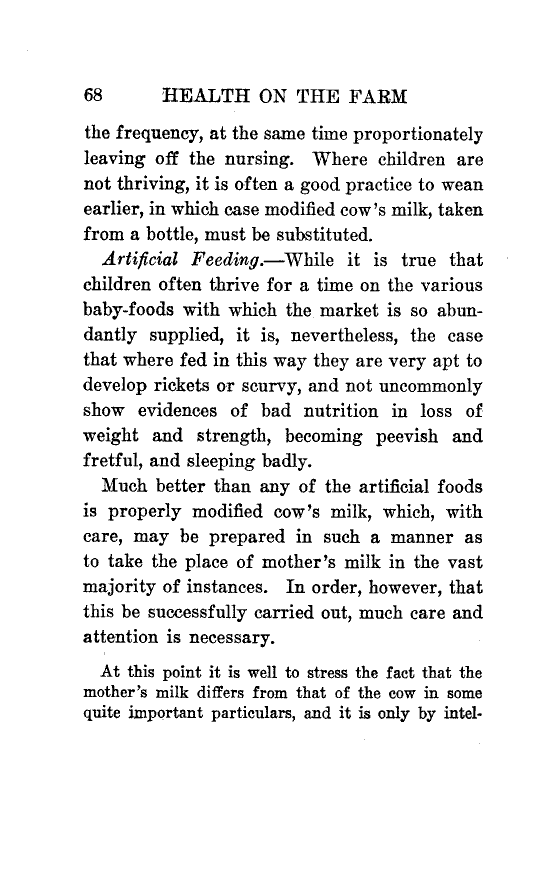 68 HEALTH ON THE FARM
the frequency, at the same time proportionately
leaving off the nursing. Where children are
not thriving, it is often a good practice to wean
earlier, in which case modified cow's milk, taken
from a bottle, must be substituted.
Artificial Feeding.—While it is true that
children often thrive for a time on the various
baby-foods with which the market is so abun-
dantly supplied, it is, nevertheless, the case
that where fed in this way they are very apt to
develop rickets or scurvy, and not uncommonly
show evidences of bad nutrition in loss of
weight and strength, becoming peevish and
fretful, and sleeping badly.
Much better than any of the artificial foods
is properly modified cow's milk, which, with
care, may be prepared in such a manner as
to take the place of mother's milk in the vast
majority of instances. In order, however, that
this be successfully carried out, much care and
attention is necessary.
At this point it is well to stress the fact that the
mother's milk differs from that of the cow in some
quite important particulars, and it is only by intel-